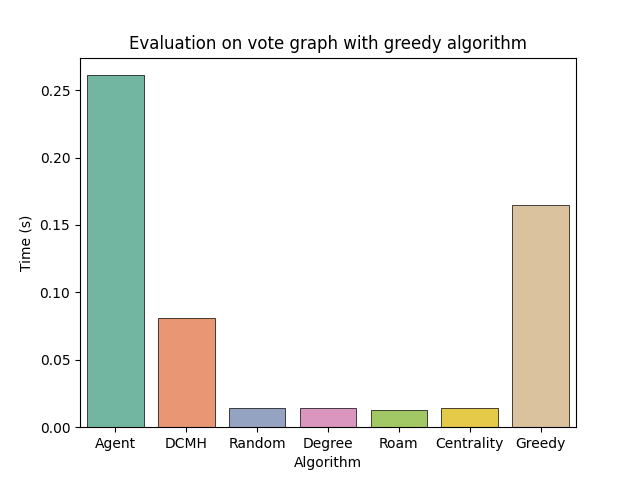 Evaluation on vote graph with greedy algorithm
0.25
0.20
0.15
0.10
0.05
0.00
Time (s)
Agent DCMH Random Degree Roam Centrality Greedy
Algorithm